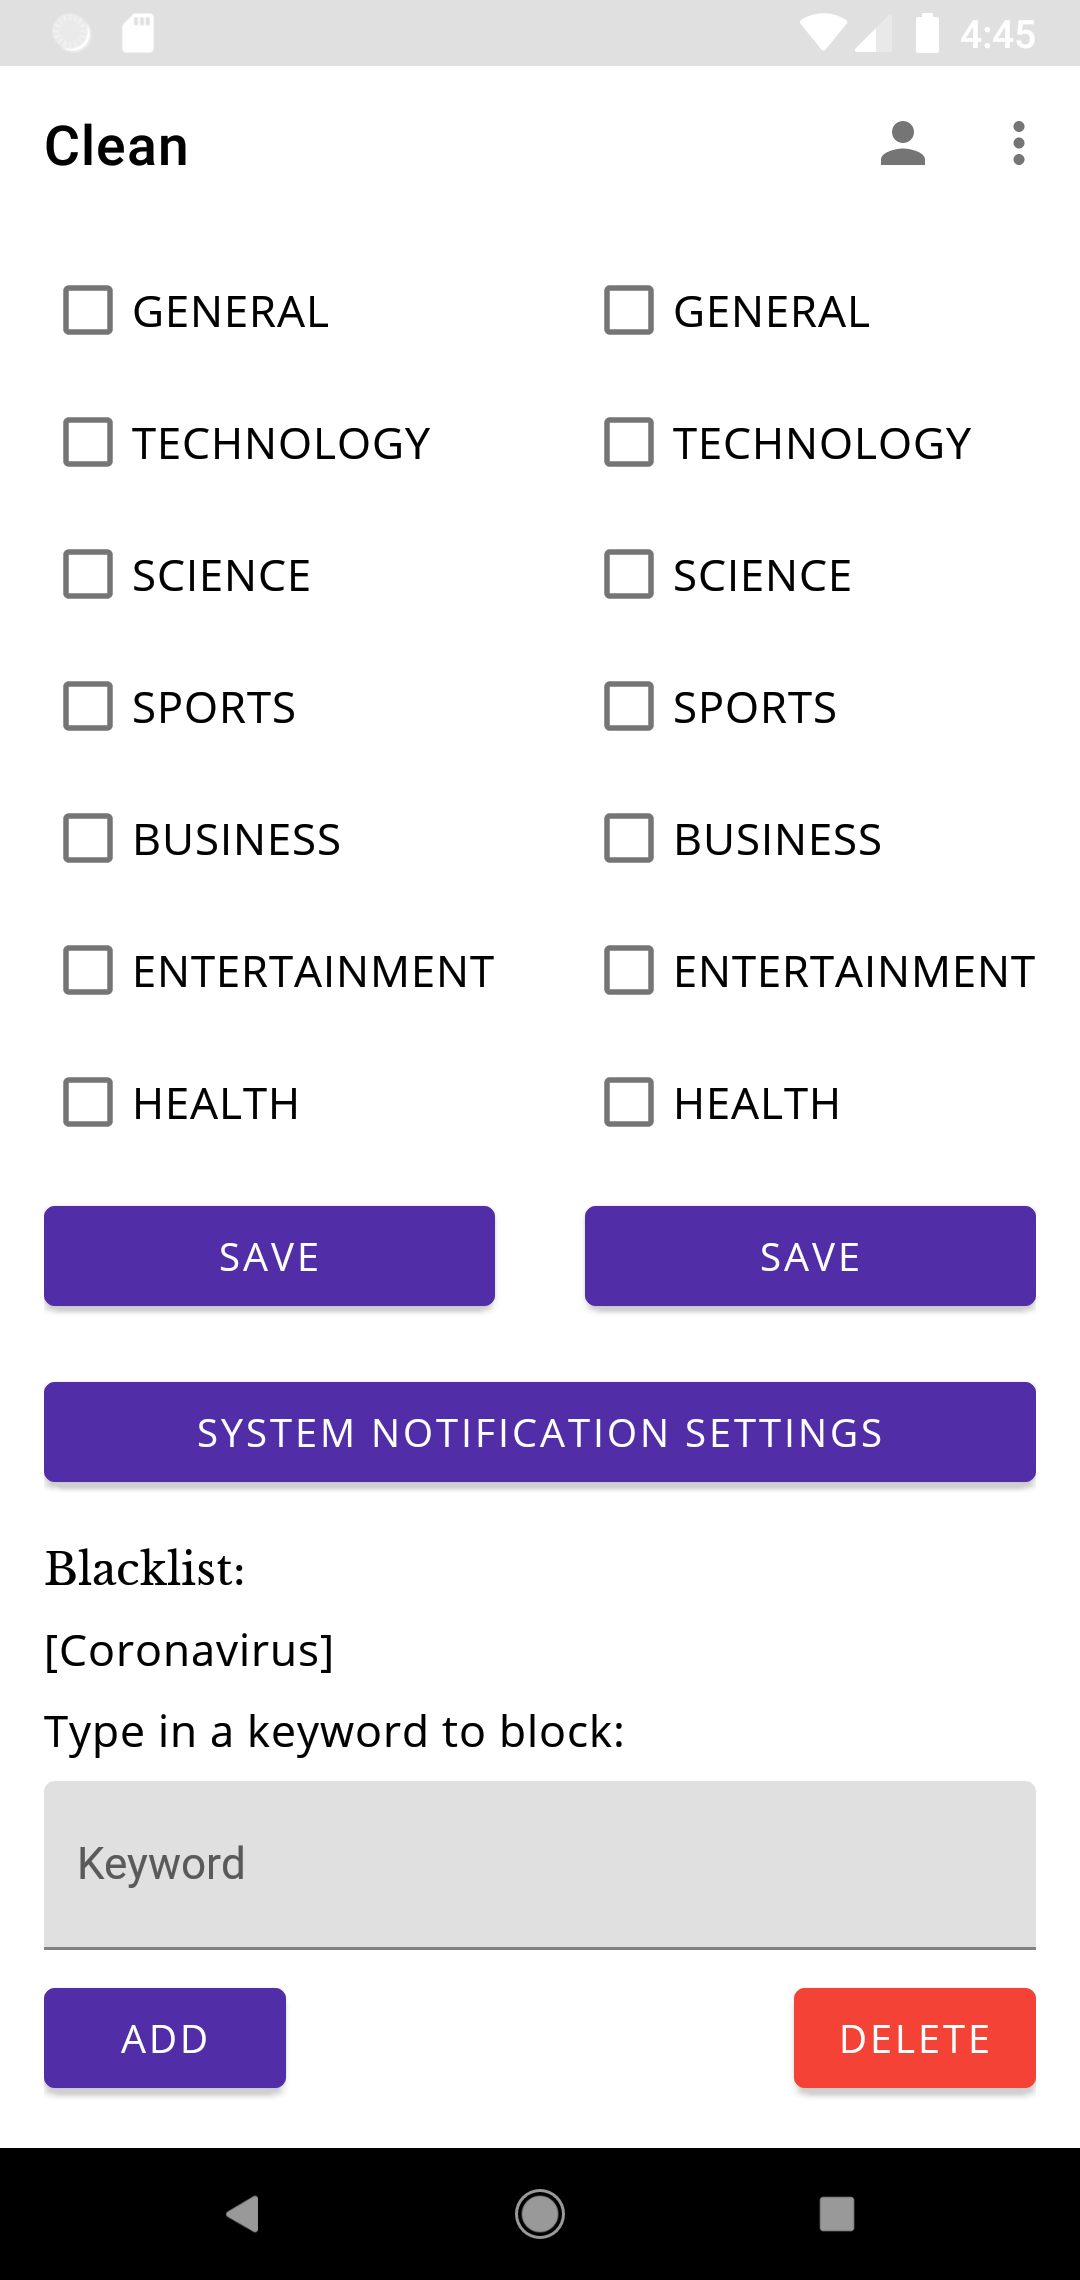 4:45
Clean
GENERAL GENERAL
TECHNOLOGY TECHNOLOGY
SCIENCE SCIENCE
SPORTS SPORTS
BUSINESS BUSINESS
ENTERTAINMENT ENTERTAINMENT
HEALTH HEALTH
SAVE SAVE
SYSTEM NOTIFICATION SETTINGS
Blacklist:
[Coronavirus]
Type in a keyword to block:
Keyword
ADD DELETE